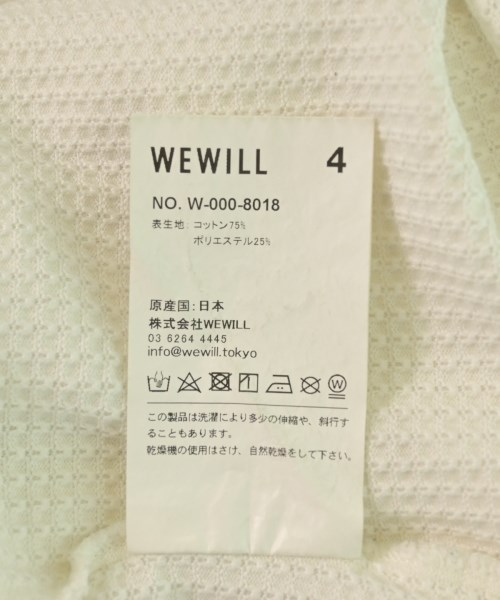 WEWILL 4
NO. W-000-8018
表生地: コットン75%
ポリエステル25%
原産国:日本
株式会社WEWILL
03 6264 4445
info@wewill.tokyo
W
この製品は洗濯により多少の伸縮や、斜行す
ることもあります。
乾燥機の使用はさけ、自然乾燥をして下さい。